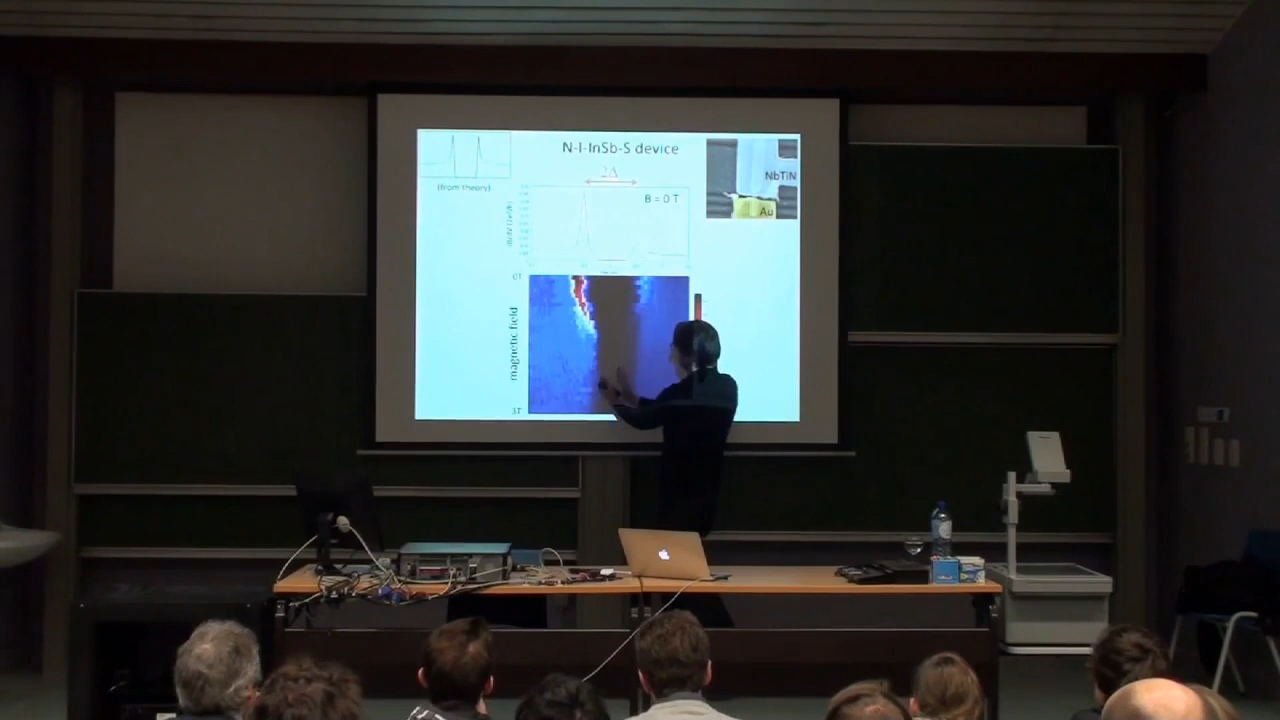 N-I-InSb-S device
2Δ
(from theory)
B = 0 T
NbTiN
Au
0T
magnetic field
3T